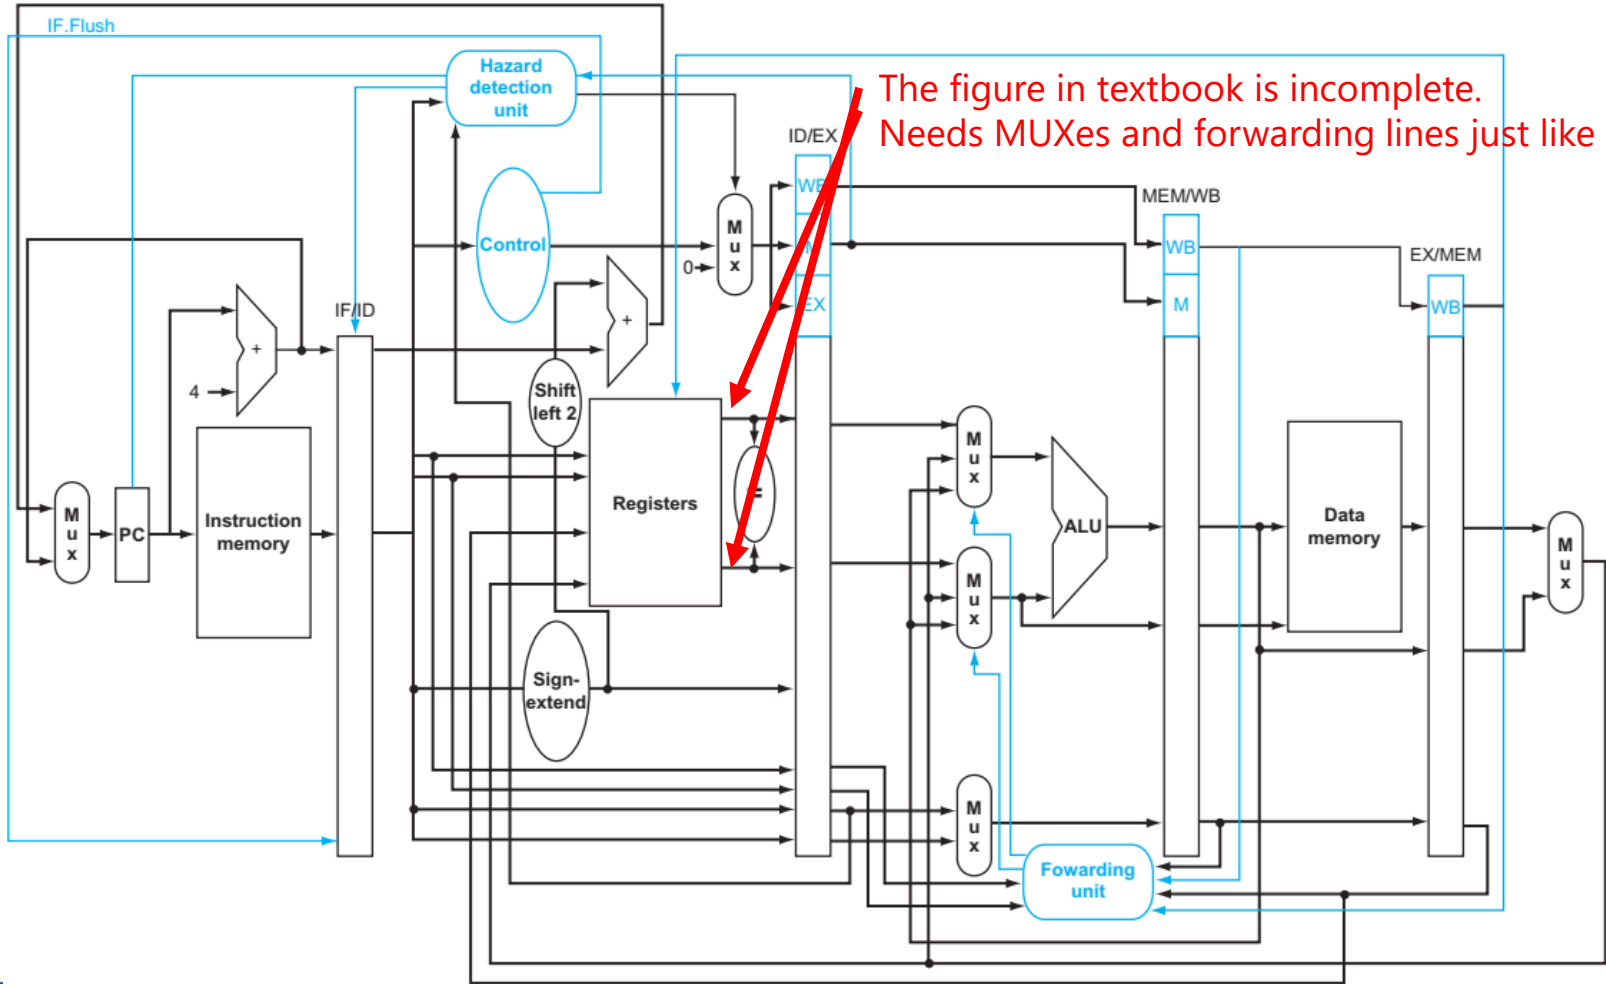 IF.Flush
Hazard
detection
unit
The figure in textbook is incomplete.
Needs MUXes and forwarding lines just like
ID/EX
WB
M
EX
MEM/WB
WB
M
EX/MEM
WB
Control
M
u
x
0
IF/ID
+
4
+
Shift
left 2
M
u
x
PC
Instruction
memory
Registers
=
Sign-
extend
M
u
x
M
u
x
ALU
Data
memory
M
u
x
M
u
x
Fowarding
unit